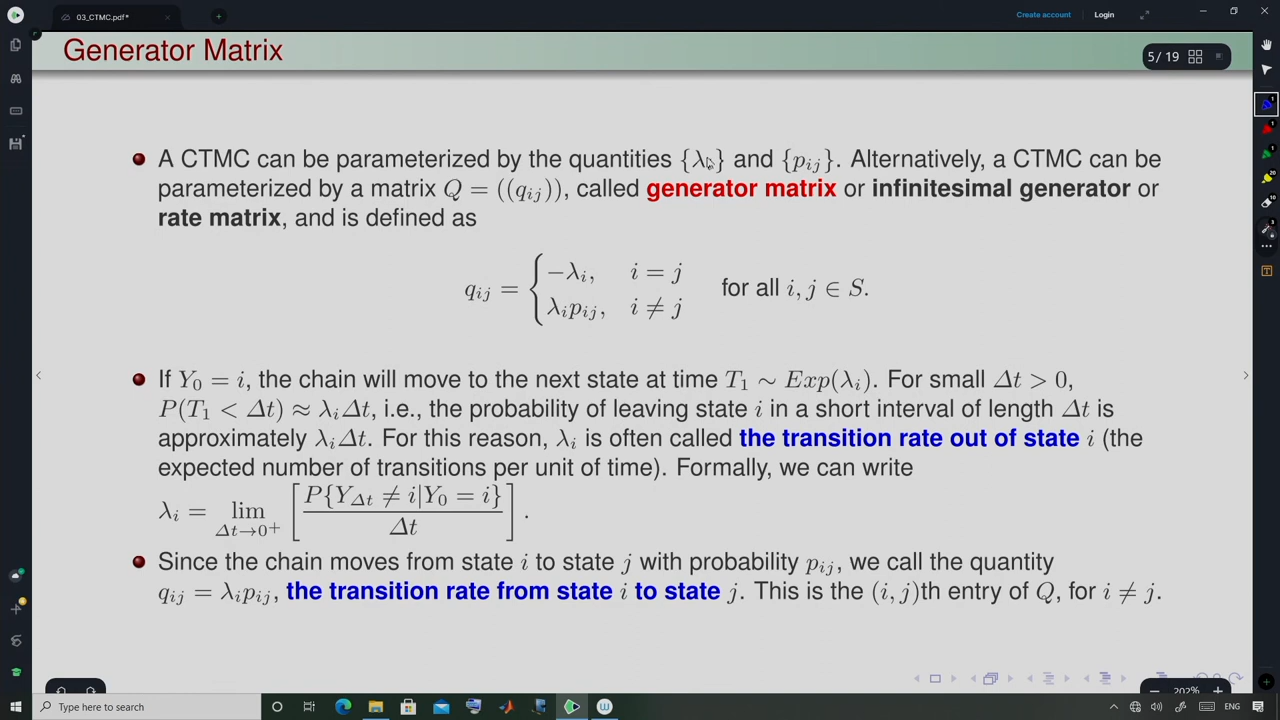 03_CTMC.pdf*
Create account
Login
Generator Matrix
5/19
A CTMC can be parameterized by the quantities {λᵢ} and {pᵢⱼ}. Alternatively, a CTMC can be
parameterized by a matrix Q = ((qᵢⱼ)), called generator matrix or infinitesimal generator or
rate matrix, and is defined as
qᵢⱼ = { −λᵢ, i = j
λᵢpᵢⱼ, i ≠ j
for all i, j ∈ S.
If Y₀ = i, the chain will move to the next state at time T₁ ∼ Exp(λᵢ). For small Δt > 0,
P(T₁ < Δt) ≈ λᵢΔt, i.e., the probability of leaving state i in a short interval of length Δt is
approximately λᵢΔt. For this reason, λᵢ is often called the transition rate out of state i (the
expected number of transitions per unit of time). Formally, we can write
λᵢ = lim Δt→0⁺ [ P{Y_Δt ≠ i|Y₀ = i} / Δt ] .
Since the chain moves from state i to state j with probability pᵢⱼ, we call the quantity
qᵢⱼ = λᵢpᵢⱼ, the transition rate from state i to state j. This is the (i, j)th entry of Q, for i ≠ j.
202%
Type here to search
ENG